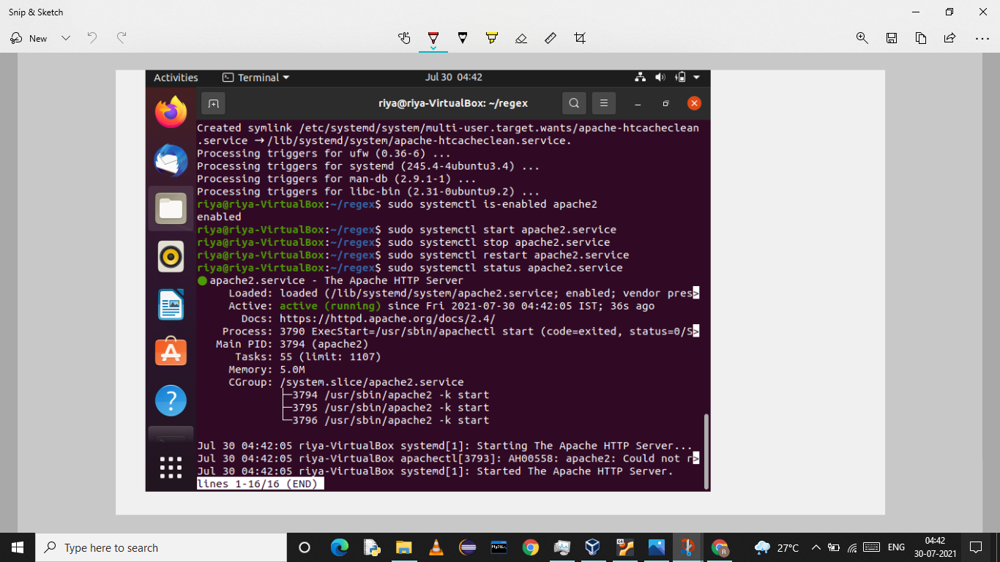 Snip & Sketch
New
Activities Terminal Jul 30 04:42
riya@riya-VirtualBox: ~/regex
Created symlink /etc/systemd/system/multi-user.target.wants/apache-htcacheclean
.service → /lib/systemd/system/apache-htcacheclean.service.
Processing triggers for ufw (0.36-6) ...
Processing triggers for systemd (245.4-4ubuntu3.4) ...
Processing triggers for man-db (2.9.1-1) ...
Processing triggers for libc-bin (2.31-0ubuntu9.2) ...
riya@riya-VirtualBox:~/regex$ sudo systemctl is-enabled apache2
enabled
riya@riya-VirtualBox:~/regex$ sudo systemctl start apache2.service
riya@riya-VirtualBox:~/regex$ sudo systemctl stop apache2.service
riya@riya-VirtualBox:~/regex$ sudo systemctl restart apache2.service
riya@riya-VirtualBox:~/regex$ sudo systemctl status apache2.service
● apache2.service - The Apache HTTP Server
Loaded: loaded (/lib/systemd/system/apache2.service; enabled; vendor pres>
Active: active (running) since Fri 2021-07-30 04:42:05 IST; 36s ago
Docs: https://httpd.apache.org/docs/2.4/
Process: 3790 ExecStart=/usr/sbin/apachectl start (code=exited, status=0/S>
Main PID: 3794 (apache2)
Tasks: 55 (limit: 1107)
Memory: 5.0M
CGroup: /system.slice/apache2.service
├─3794 /usr/sbin/apache2 -k start
├─3795 /usr/sbin/apache2 -k start
└─3796 /usr/sbin/apache2 -k start
Jul 30 04:42:05 riya-VirtualBox systemd[1]: Starting The Apache HTTP Server...
Jul 30 04:42:05 riya-VirtualBox apachectl[3793]: AH00558: apache2: Could not r>
Jul 30 04:42:05 riya-VirtualBox systemd[1]: Started The Apache HTTP Server.
lines 1-16/16 (END)
Type here to search
MySQL
64
R
27°C
ENG
04:42
30-07-2021